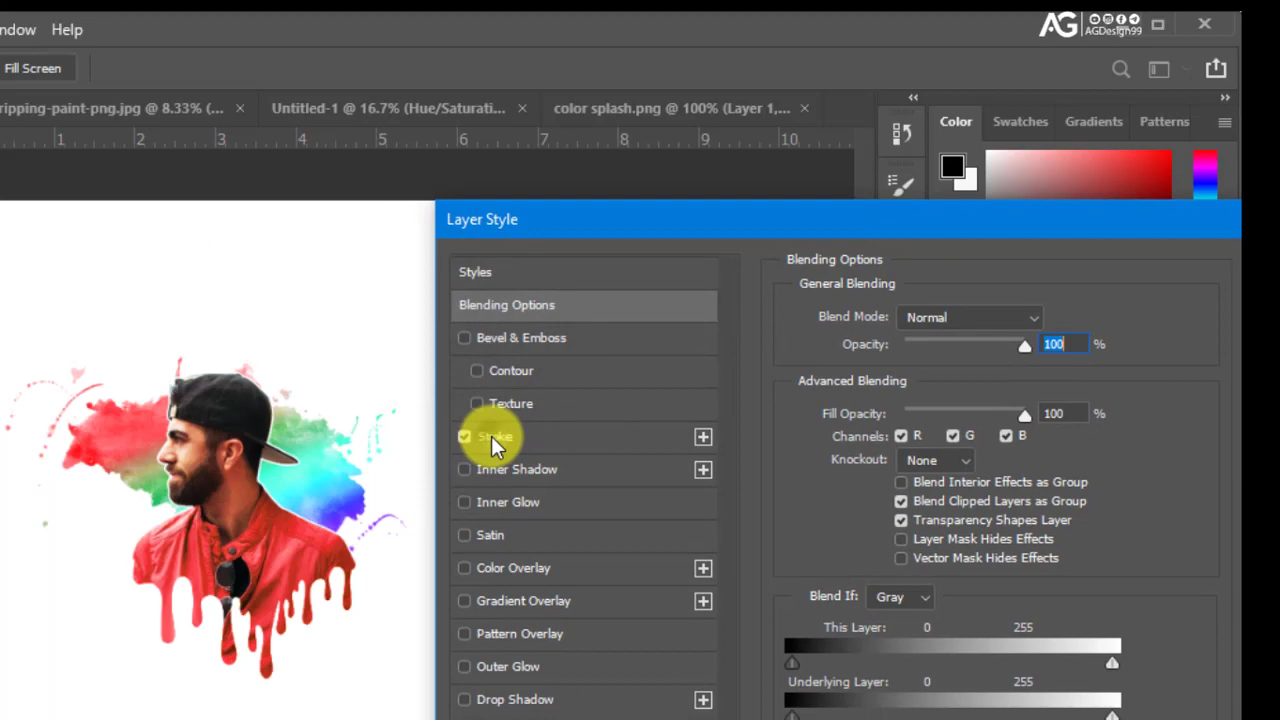 ndow Help
AG AGDesign99
Fill Screen
ripping-paint-png.jpg @ 8.33% (... Untitled-1 @ 16.7% (Hue/Saturati... color splash.png @ 100% (Layer 1,...
1 2 3 4 5 6 7 8 9 10
Color Swatches Gradients Patterns
Layer Style
Styles
Blending Options
Bevel & Emboss
Contour
Texture
Stroke
Inner Shadow
Inner Glow
Satin
Color Overlay
Gradient Overlay
Pattern Overlay
Outer Glow
Drop Shadow
Blending Options
General Blending
Blend Mode: Normal
Opacity: 100 %
Advanced Blending
Fill Opacity: 100 %
Channels: R G B
Knockout: None
Blend Interior Effects as Group
Blend Clipped Layers as Group
Transparency Shapes Layer
Layer Mask Hides Effects
Vector Mask Hides Effects
Blend If: Gray
This Layer: 0 255
Underlying Layer: 0 255